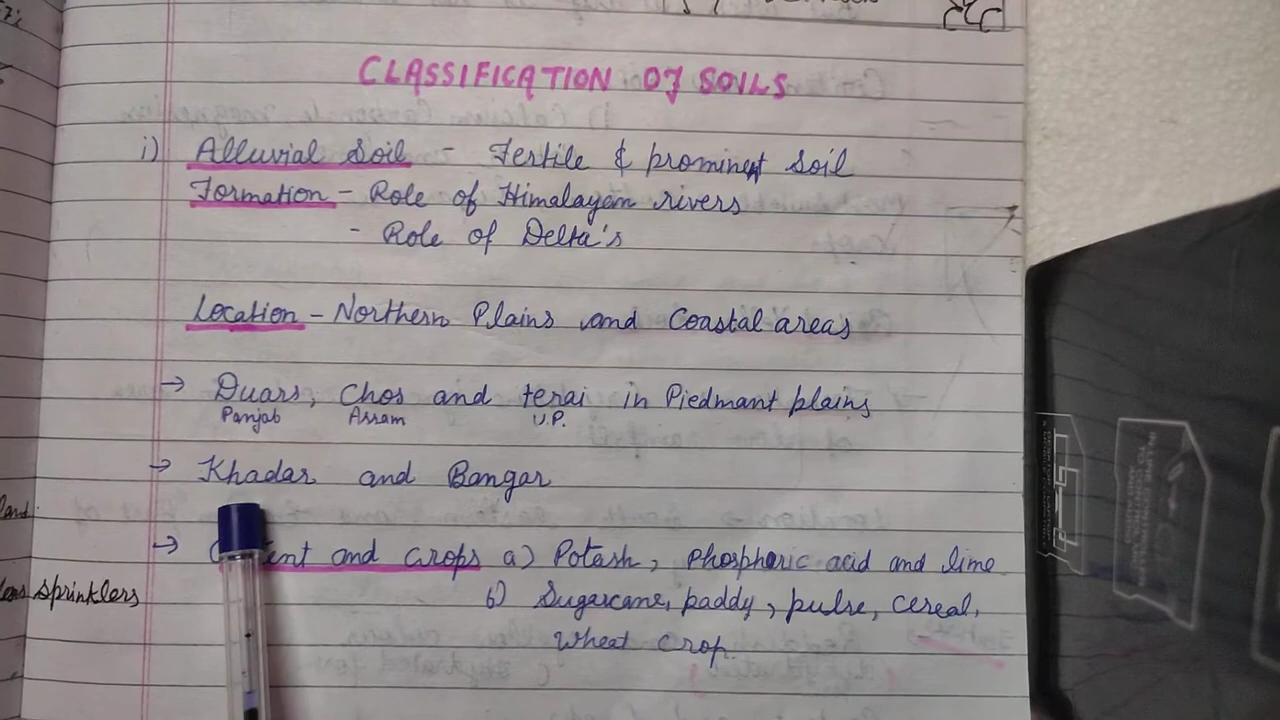 CLASSIFICATION OF SOILS
i) Alluvial Soil - Fertile & prominent soil
Formation - Role of Himalayan rivers
- Role of Delta's
Location - Northern Plains and Coastal areas
→ Duars, Chos and terai in Piedmant plains
Panjab Assam U.P.
→ Khadar and Bangar
→ and crops a) Potash, Phosphoric acid and lime
sprinklers
b) Sugarcane, paddy, pulse, cereal,
Wheat crop.